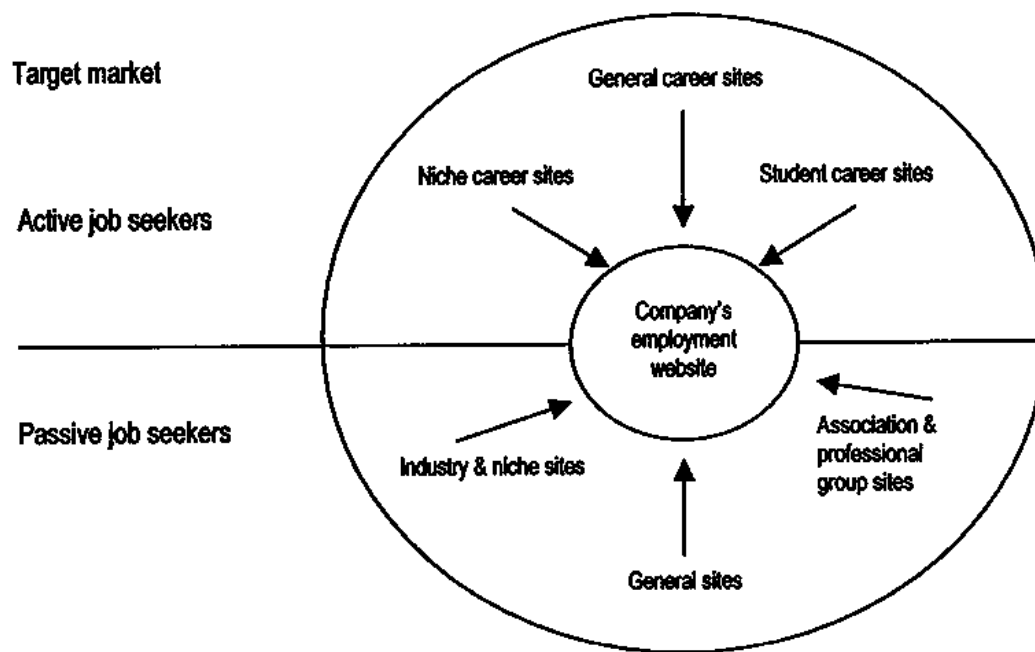 Target market
General career sites
Niche career sites
Student career sites
Active job seekers
Company's
employment
website
Passive job seekers
Industry & niche sites
Association &
professional
group sites
General sites